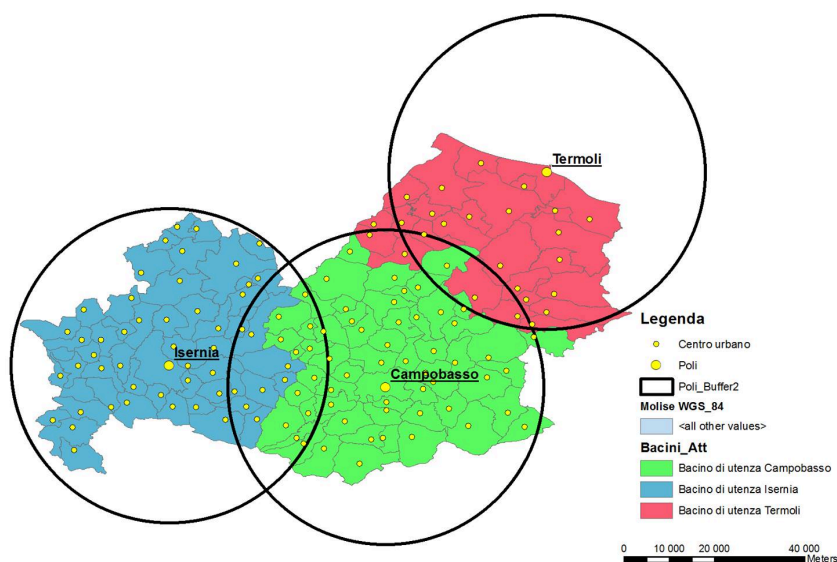 Termoli
Isernia
Campobasso
Legenda
Centro urbano
Poli
Poli_Buffer2
Molise WGS_84
<all other values>
Bacini_Att
Bacino di utenza Campobasso
Bacino di utenza Isernia
Bacino di utenza Termoli
0 10 000 20 000 40 000
Meters